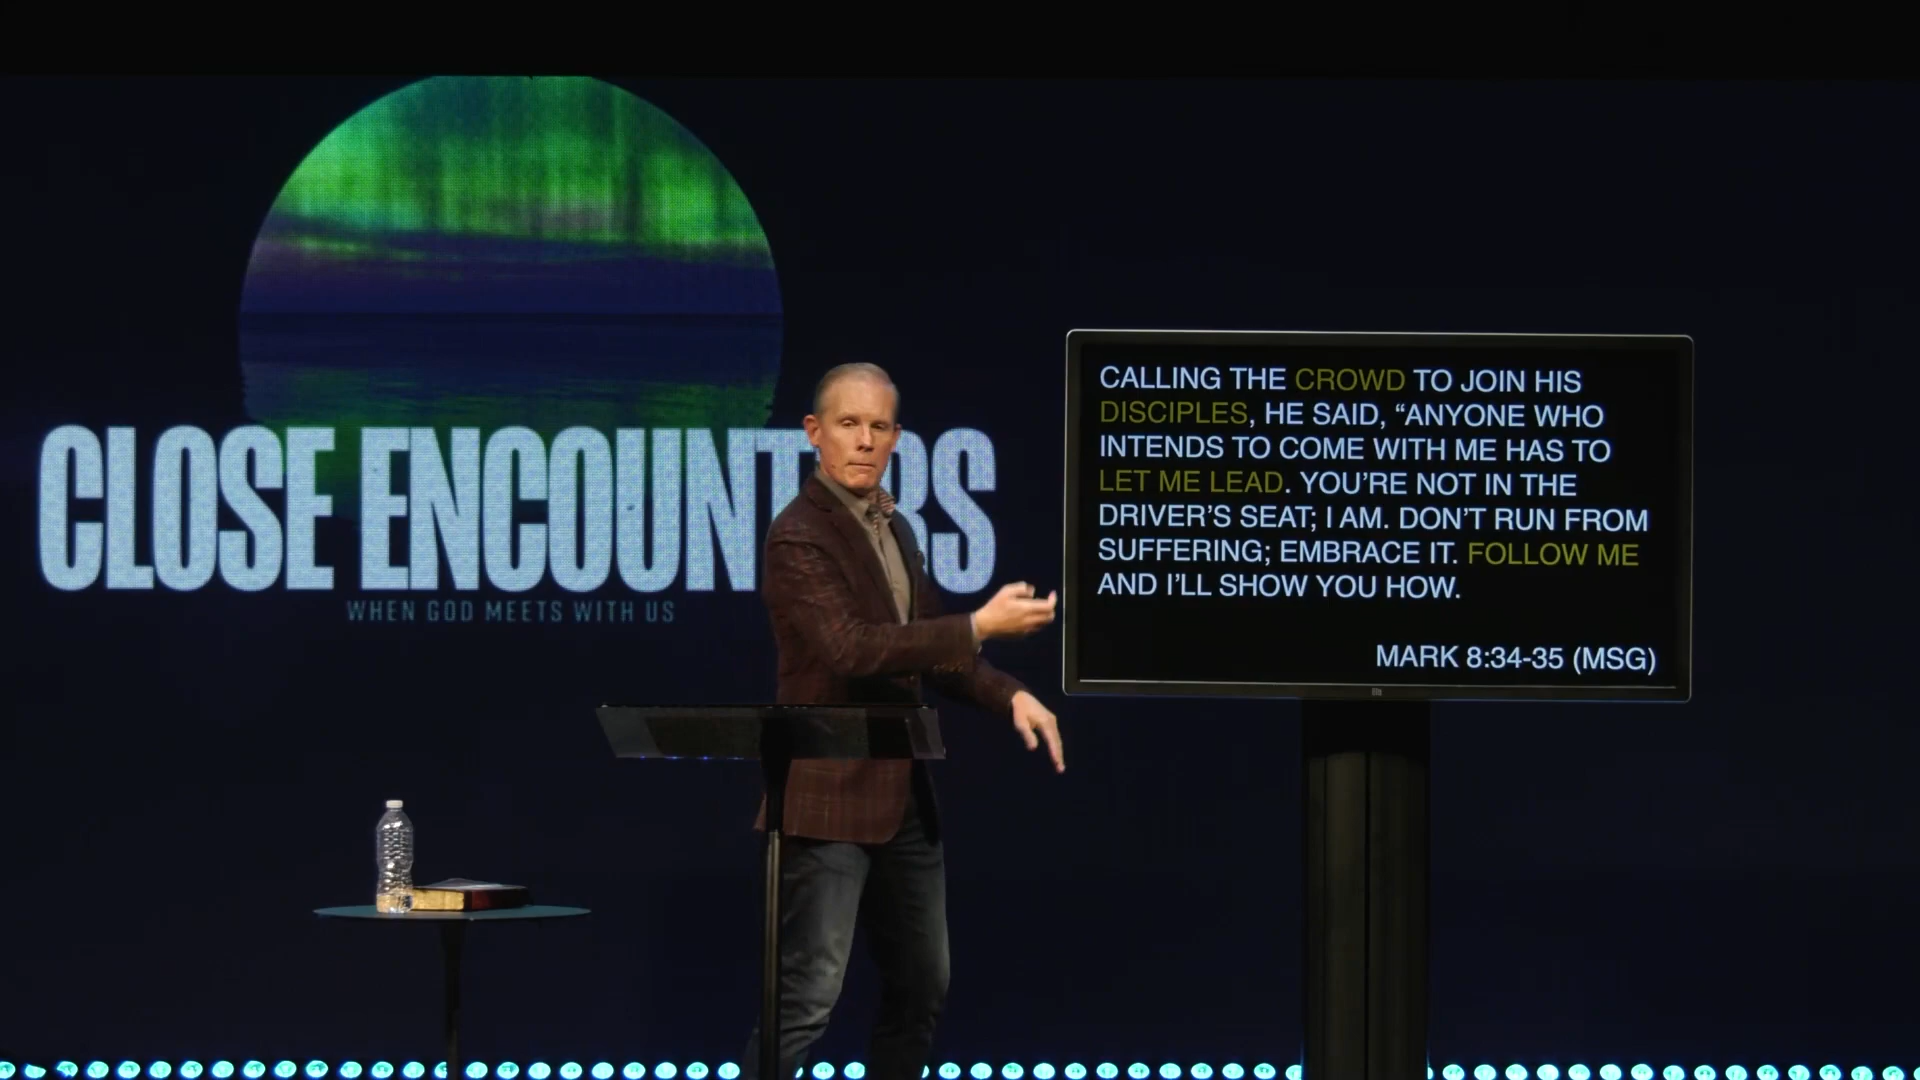 CLOSE ENCOUNTERS
WHEN GOD MEETS WITH US
CALLING THE CROWD TO JOIN HIS
DISCIPLES, HE SAID, “ANYONE WHO
INTENDS TO COME WITH ME HAS TO
LET ME LEAD. YOU’RE NOT IN THE
DRIVER’S SEAT; I AM. DON’T RUN FROM
SUFFERING; EMBRACE IT. FOLLOW ME
AND I’LL SHOW YOU HOW.
MARK 8:34-35 (MSG)